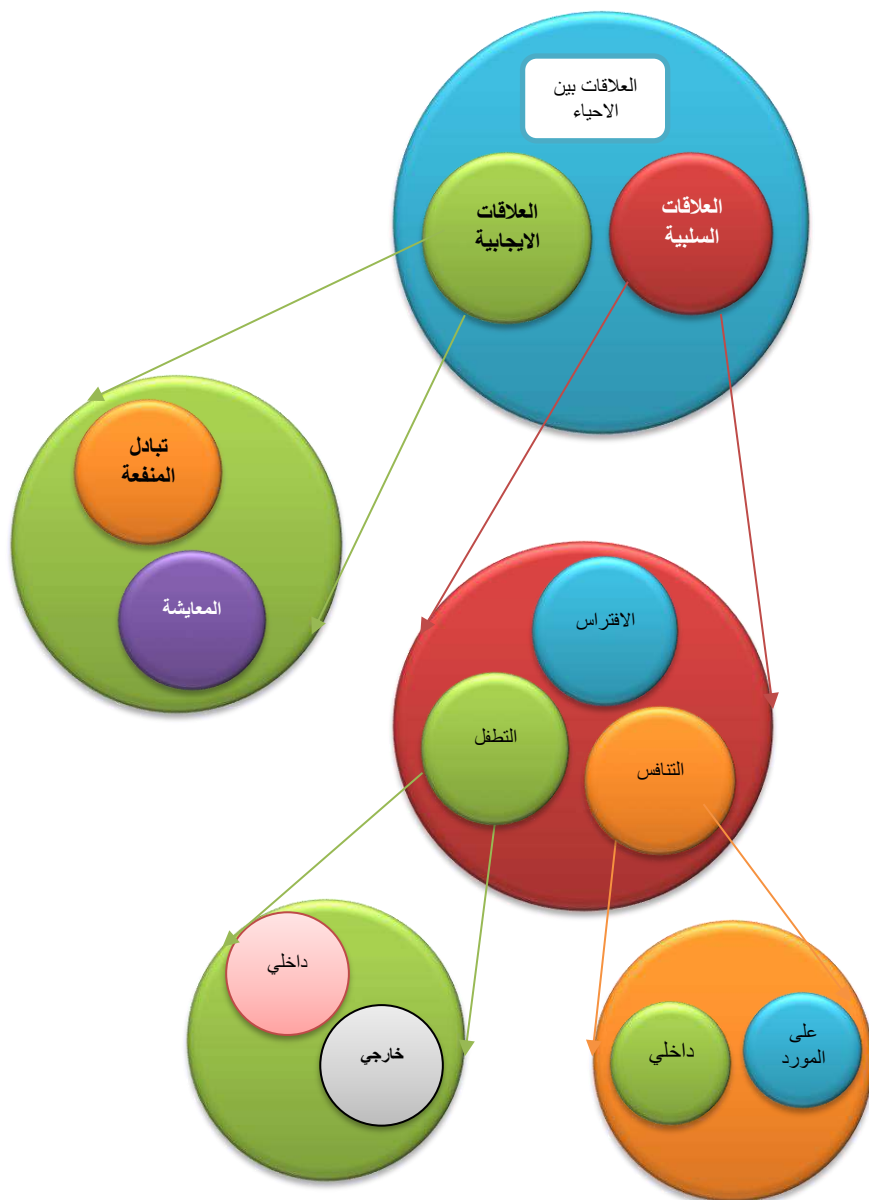 العلاقات بين
الاحياء
العلاقات
السلبية
العلاقات
الايجابية
تبادل
المنفعة
المعايشة
الافتراس
التطفل
التنافس
داخلي
خارجي
على
المورد
داخلي